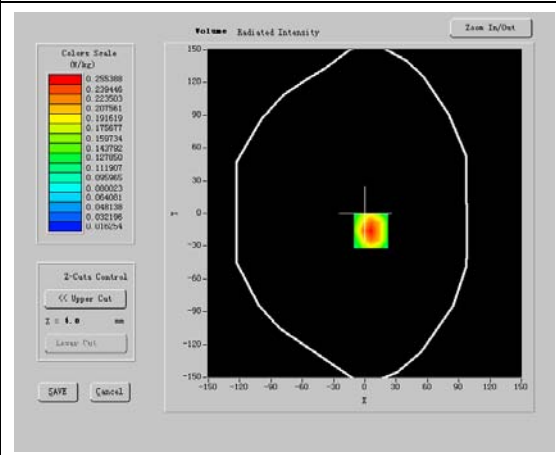 Volume Radiated Intensity
Zoom In/Out
Colors Scale
(W/kg)
0.255388
0.239446
0.223503
0.207561
0.191619
0.175677
0.159734
0.143792
0.127850
0.111907
0.095965
0.080023
0.064081
0.048138
0.032196
0.016254
Z-Cuts Control
<< Upper Cut
Z = 4.0 mm
Lower Cut
SAVE
Cancel
150
120
90
60
30
0
-30
-60
-90
-120
-150
Y
-150 -120 -90 -60 -30 0 30 60 90 120 150
X